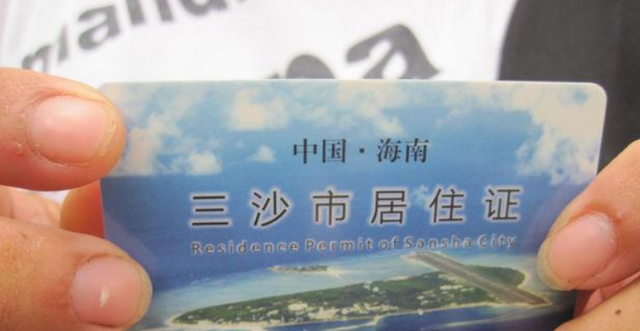 中国·海南
三沙市居住证
Residence Permit of Sansha City